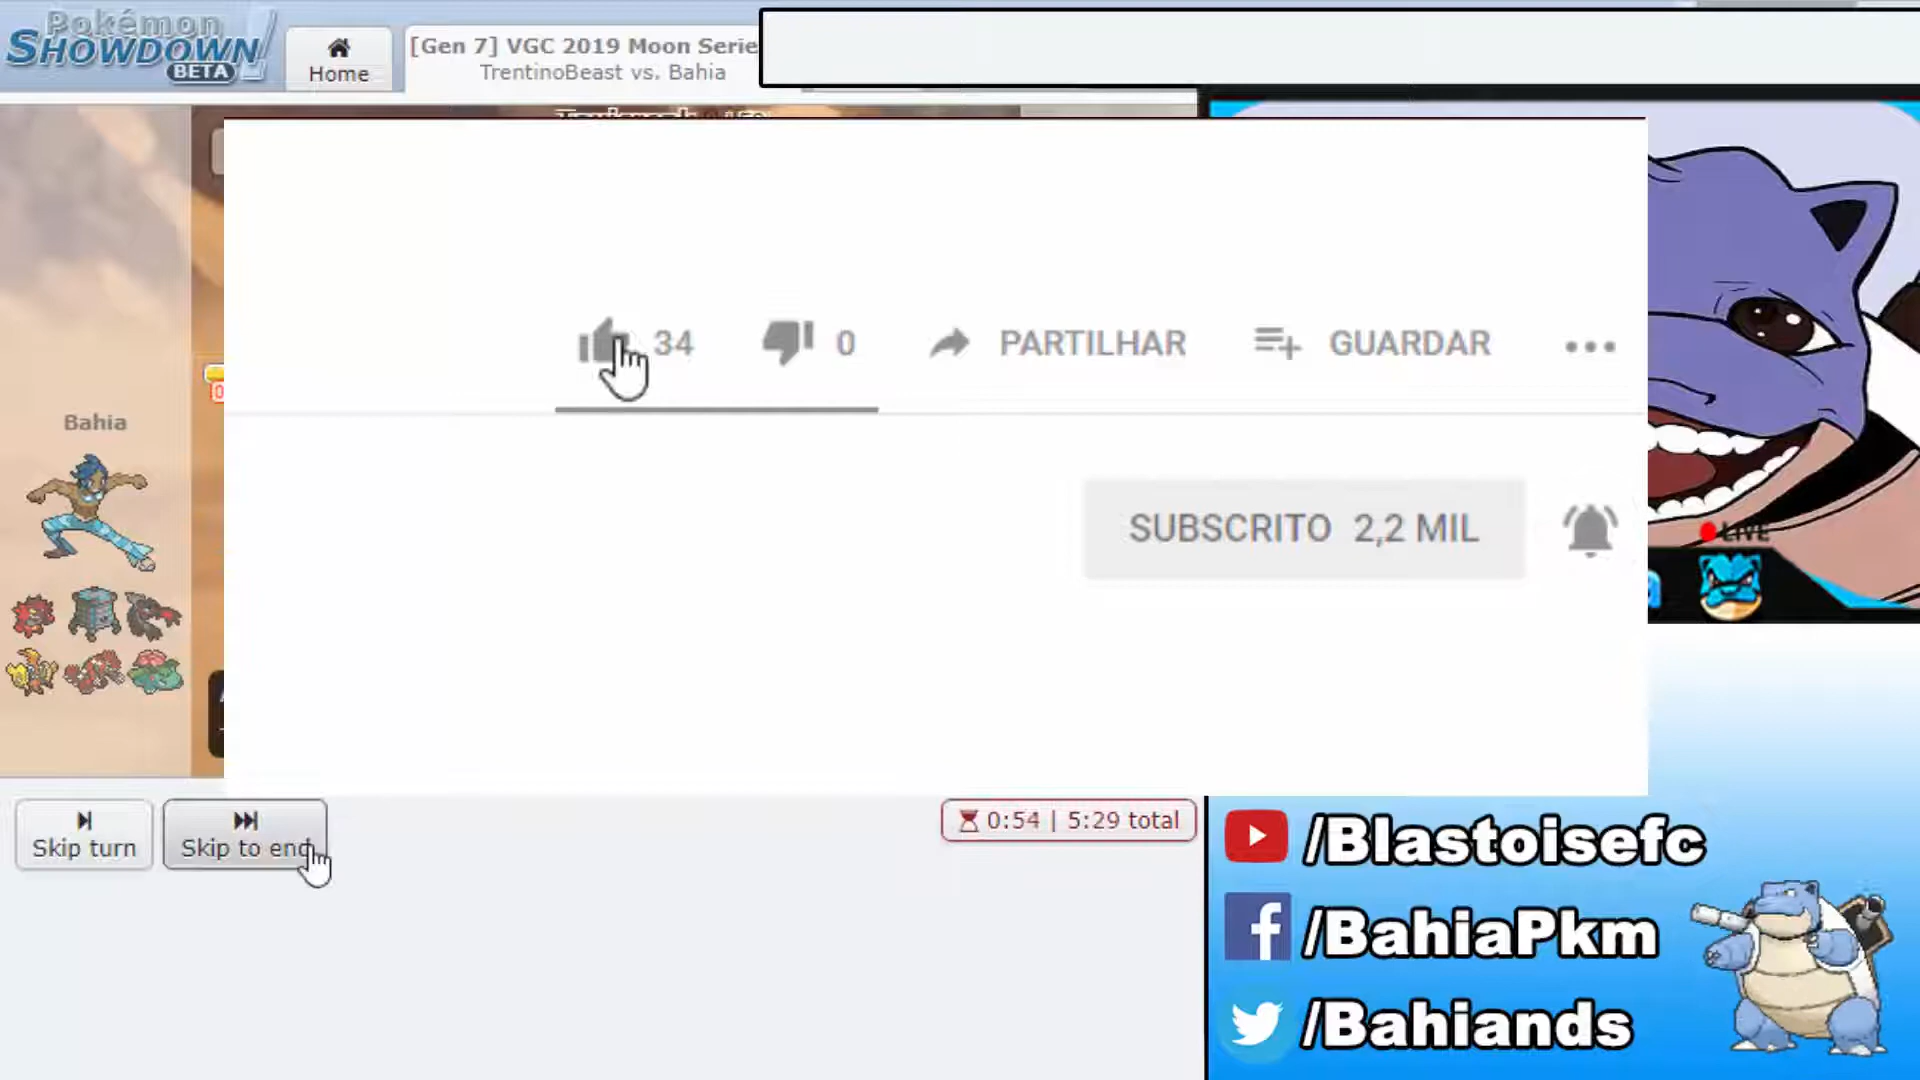 Pokémon
SHOWDOWN!
BETA
Home
[Gen 7] VGC 2019 Moon Serie
TrentinoBeast vs. Bahia
34
0
PARTILHAR
GUARDAR
Bahia
SUBSCRITO 2,2 MIL
LIVE
Skip turn
Skip to end
0:54 | 5:29 total
/Blastoisefc
/BahiaPkm
/Bahiands